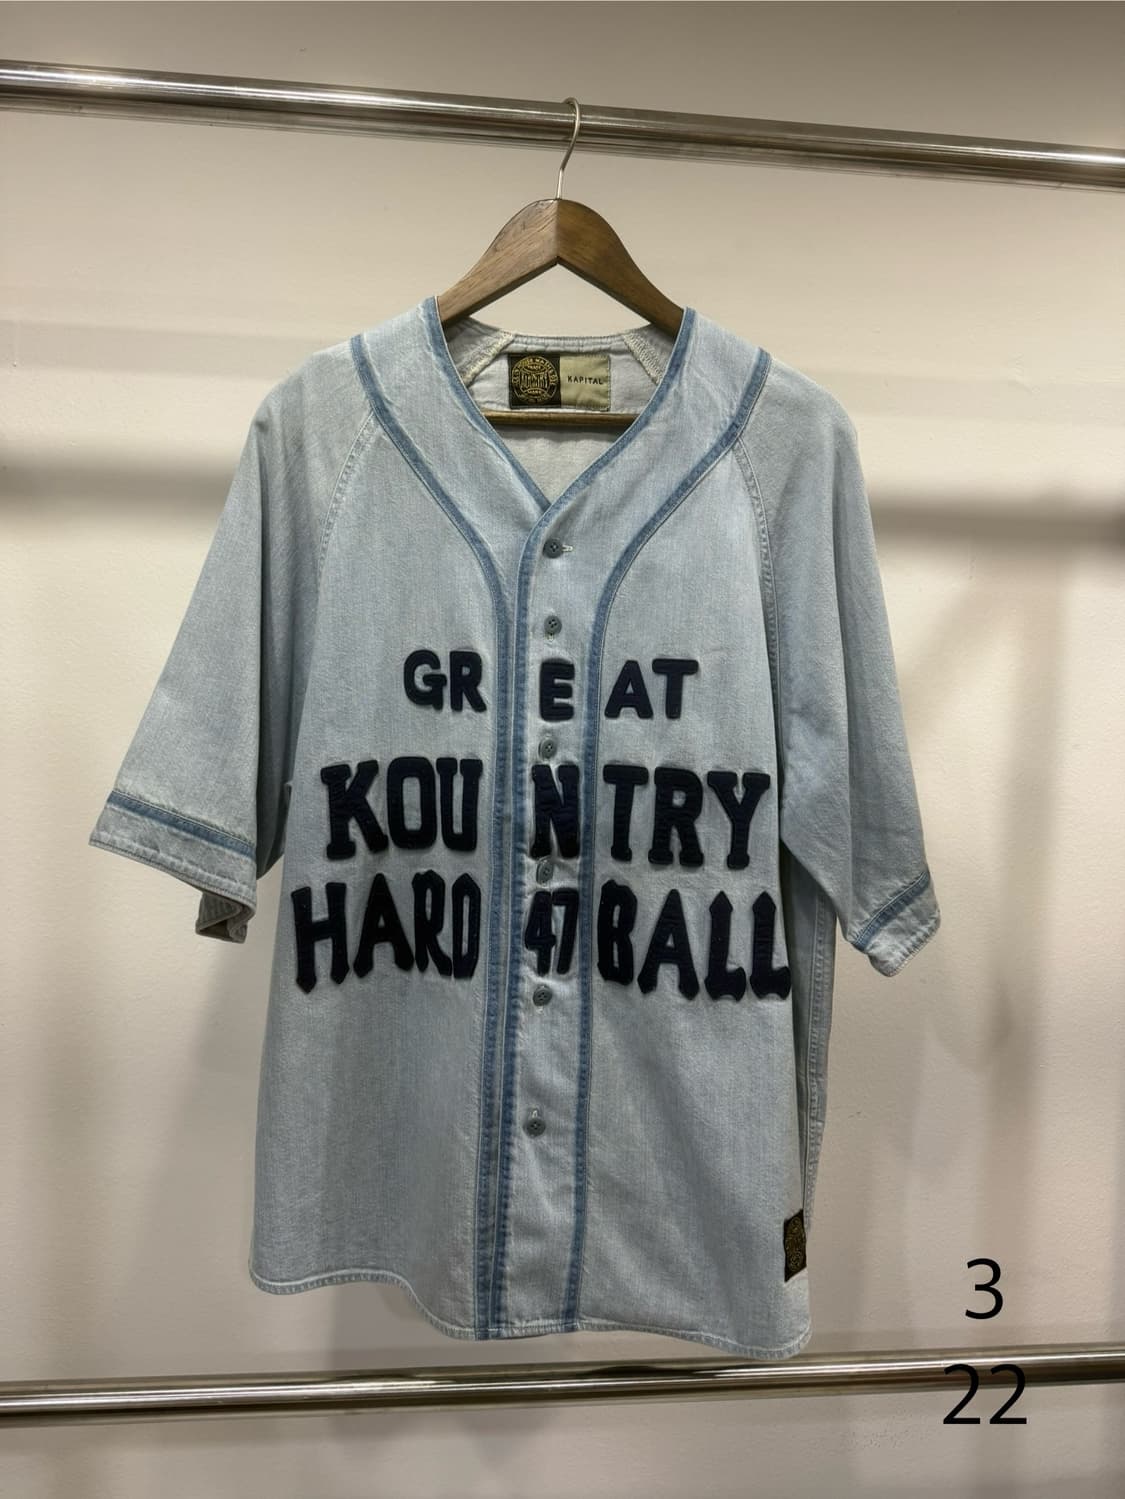 KAPITAL
GREAT
KOUNTRY
HARD 47 BALL
3
22